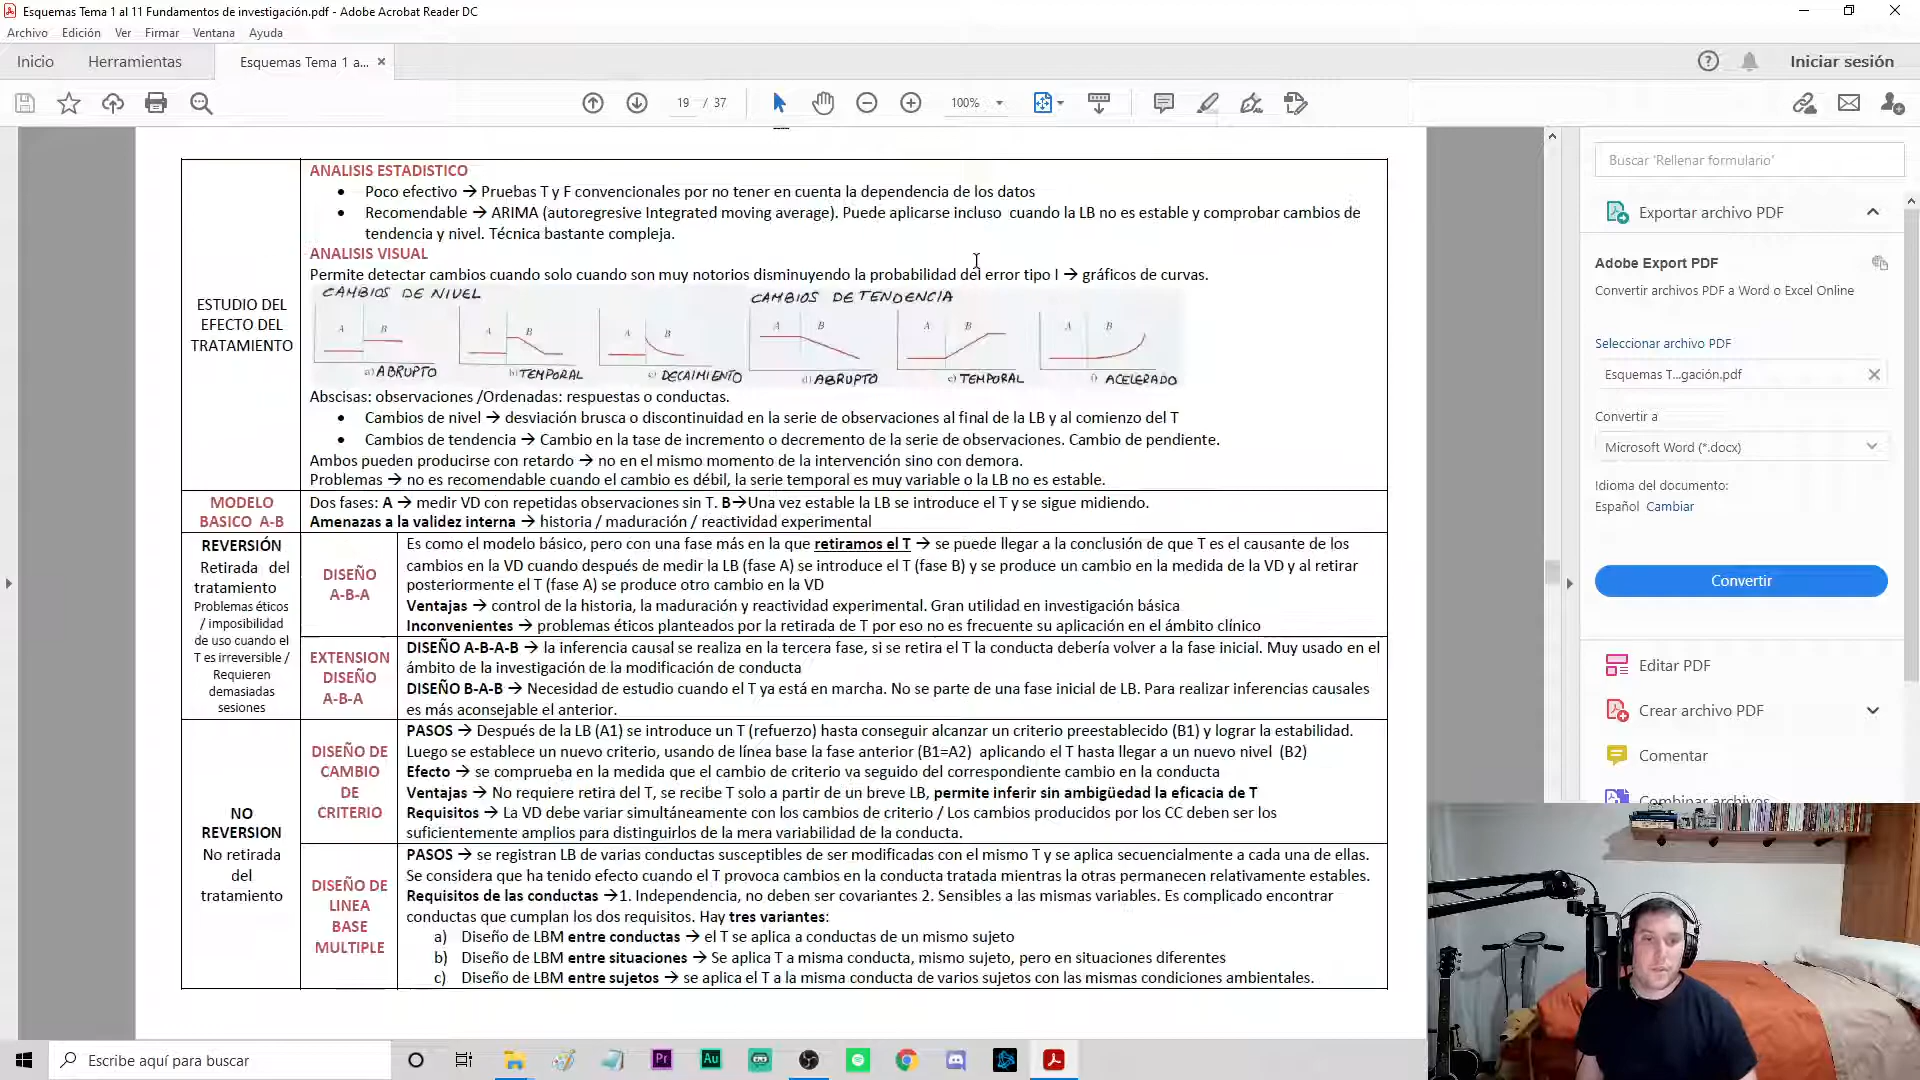 Esquemas Tema 1 al 11 Fundamentos de investigación.pdf - Adobe Acrobat Reader DC
Archivo Edición Ver Firmar Ventana Ayuda
Inicio Herramientas Esquemas Tema 1 a... Iniciar sesión
19 / 37 100%
ANALISIS ESTADISTICO
Poco efectivo → Pruebas T y F convencionales por no tener en cuenta la dependencia de los datos
Recomendable → ARIMA (autoregresive Integrated moving average). Puede aplicarse incluso cuando la LB no es estable y comprobar cambios de
tendencia y nivel. Técnica bastante compleja.
ANALISIS VISUAL
Permite detectar cambios cuando solo cuando son muy notorios disminuyendo la probabilidad del error tipo I → gráficos de curvas.
CAMBIOS DE NIVEL CAMBIOS DE TENDENCIA
A B A B A B A B A B A B
a) ABRUPTO b) TEMPORAL c) DECAIMIENTO d) ABRUPTO e) TEMPORAL f) ACELERADO
ESTUDIO DEL
EFECTO DEL
TRATAMIENTO
Abscisas: observaciones /Ordenadas: respuestas o conductas.
Cambios de nivel → desviación brusca o discontinuidad en la serie de observaciones al final de la LB y al comienzo del T
Cambios de tendencia → Cambio en la tase de incremento o decremento de la serie de observaciones. Cambio de pendiente.
Ambos pueden producirse con retardo → no en el mismo momento de la intervención sino con demora.
Problemas → no es recomendable cuando el cambio es débil, la serie temporal es muy variable o la LB no es estable.
MODELO
BASICO A-B
Dos fases: A → medir VD con repetidas observaciones sin T. B→Una vez estable la LB se introduce el T y se sigue midiendo.
Amenazas a la validez interna → historia / maduración / reactividad experimental
REVERSIÓN
Retirada del
tratamiento
Problemas éticos
/ imposibilidad
de uso cuando el
T es irreversible /
Requieren
demasiadas
sesiones
DISEÑO
A-B-A
Es como el modelo básico, pero con una fase más en la que retiramos el T → se puede llegar a la conclusión de que T es el causante de los
cambios en la VD cuando después de medir la LB (fase A) se introduce el T (fase B) y se produce un cambio en la medida de la VD y al retirar
posteriormente el T (fase A) se produce otro cambio en la VD
Ventajas → control de la historia, la maduración y reactividad experimental. Gran utilidad en investigación básica
Inconvenientes → problemas éticos planteados por la retirada de T por eso no es frecuente su aplicación en el ámbito clínico
EXTENSION
DISEÑO
A-B-A
DISEÑO A-B-A-B → la inferencia causal se realiza en la tercera fase, si se retira el T la conducta debería volver a la fase inicial. Muy usado en el
ámbito de la investigación de la modificación de conducta
DISEÑO B-A-B → Necesidad de estudio cuando el T ya está en marcha. No se parte de una fase inicial de LB. Para realizar inferencias causales
es más aconsejable el anterior.
NO
REVERSION
No retirada
del
tratamiento
DISEÑO DE
CAMBIO
DE
CRITERIO
PASOS → Después de la LB (A1) se introduce un T (refuerzo) hasta conseguir alcanzar un criterio preestablecido (B1) y lograr la estabilidad.
Luego se establece un nuevo criterio, usando de línea base la fase anterior (B1=A2) aplicando el T hasta llegar a un nuevo nivel (B2)
Efecto → se comprueba en la medida que el cambio de criterio va seguido del correspondiente cambio en la conducta
Ventajas → No requiere retira del T, se recibe T solo a partir de un breve LB, permite inferir sin ambigüedad la eficacia de T
Requisitos → La VD debe variar simultáneamente con los cambios de criterio / Los cambios producidos por los CC deben ser los
suficientemente amplios para distinguirlos de la mera variabilidad de la conducta.
DISEÑO DE
LINEA
BASE
MULTIPLE
PASOS → se registran LB de varias conductas susceptibles de ser modificadas con el mismo T y se aplica secuencialmente a cada una de ellas.
Se considera que ha tenido efecto cuando el T provoca cambios en la conducta tratada mientras la otras permanecen relativamente estables.
Requisitos de las conductas →1. Independencia, no deben ser covariantes 2. Sensibles a las mismas variables. Es complicado encontrar
conductas que cumplan los dos requisitos. Hay tres variantes:
a) Diseño de LBM entre conductas → el T se aplica a conductas de un mismo sujeto
b) Diseño de LBM entre situaciones → Se aplica T a misma conducta, mismo sujeto, pero en situaciones diferentes
c) Diseño de LBM entre sujetos → se aplica el T a la misma conducta de varios sujetos con las mismas condiciones ambientales.
Buscar 'Rellenar formulario'
Exportar archivo PDF
Adobe Export PDF
Convertir archivos PDF a Word o Excel Online
Seleccionar archivo PDF
Esquemas T...gación.pdf
Convertir a
Microsoft Word (*.docx)
Idioma del documento:
Español Cambiar
Convertir
Editar PDF
Crear archivo PDF
Comentar
Combinar archivos
Escribe aquí para buscar
Pr Au